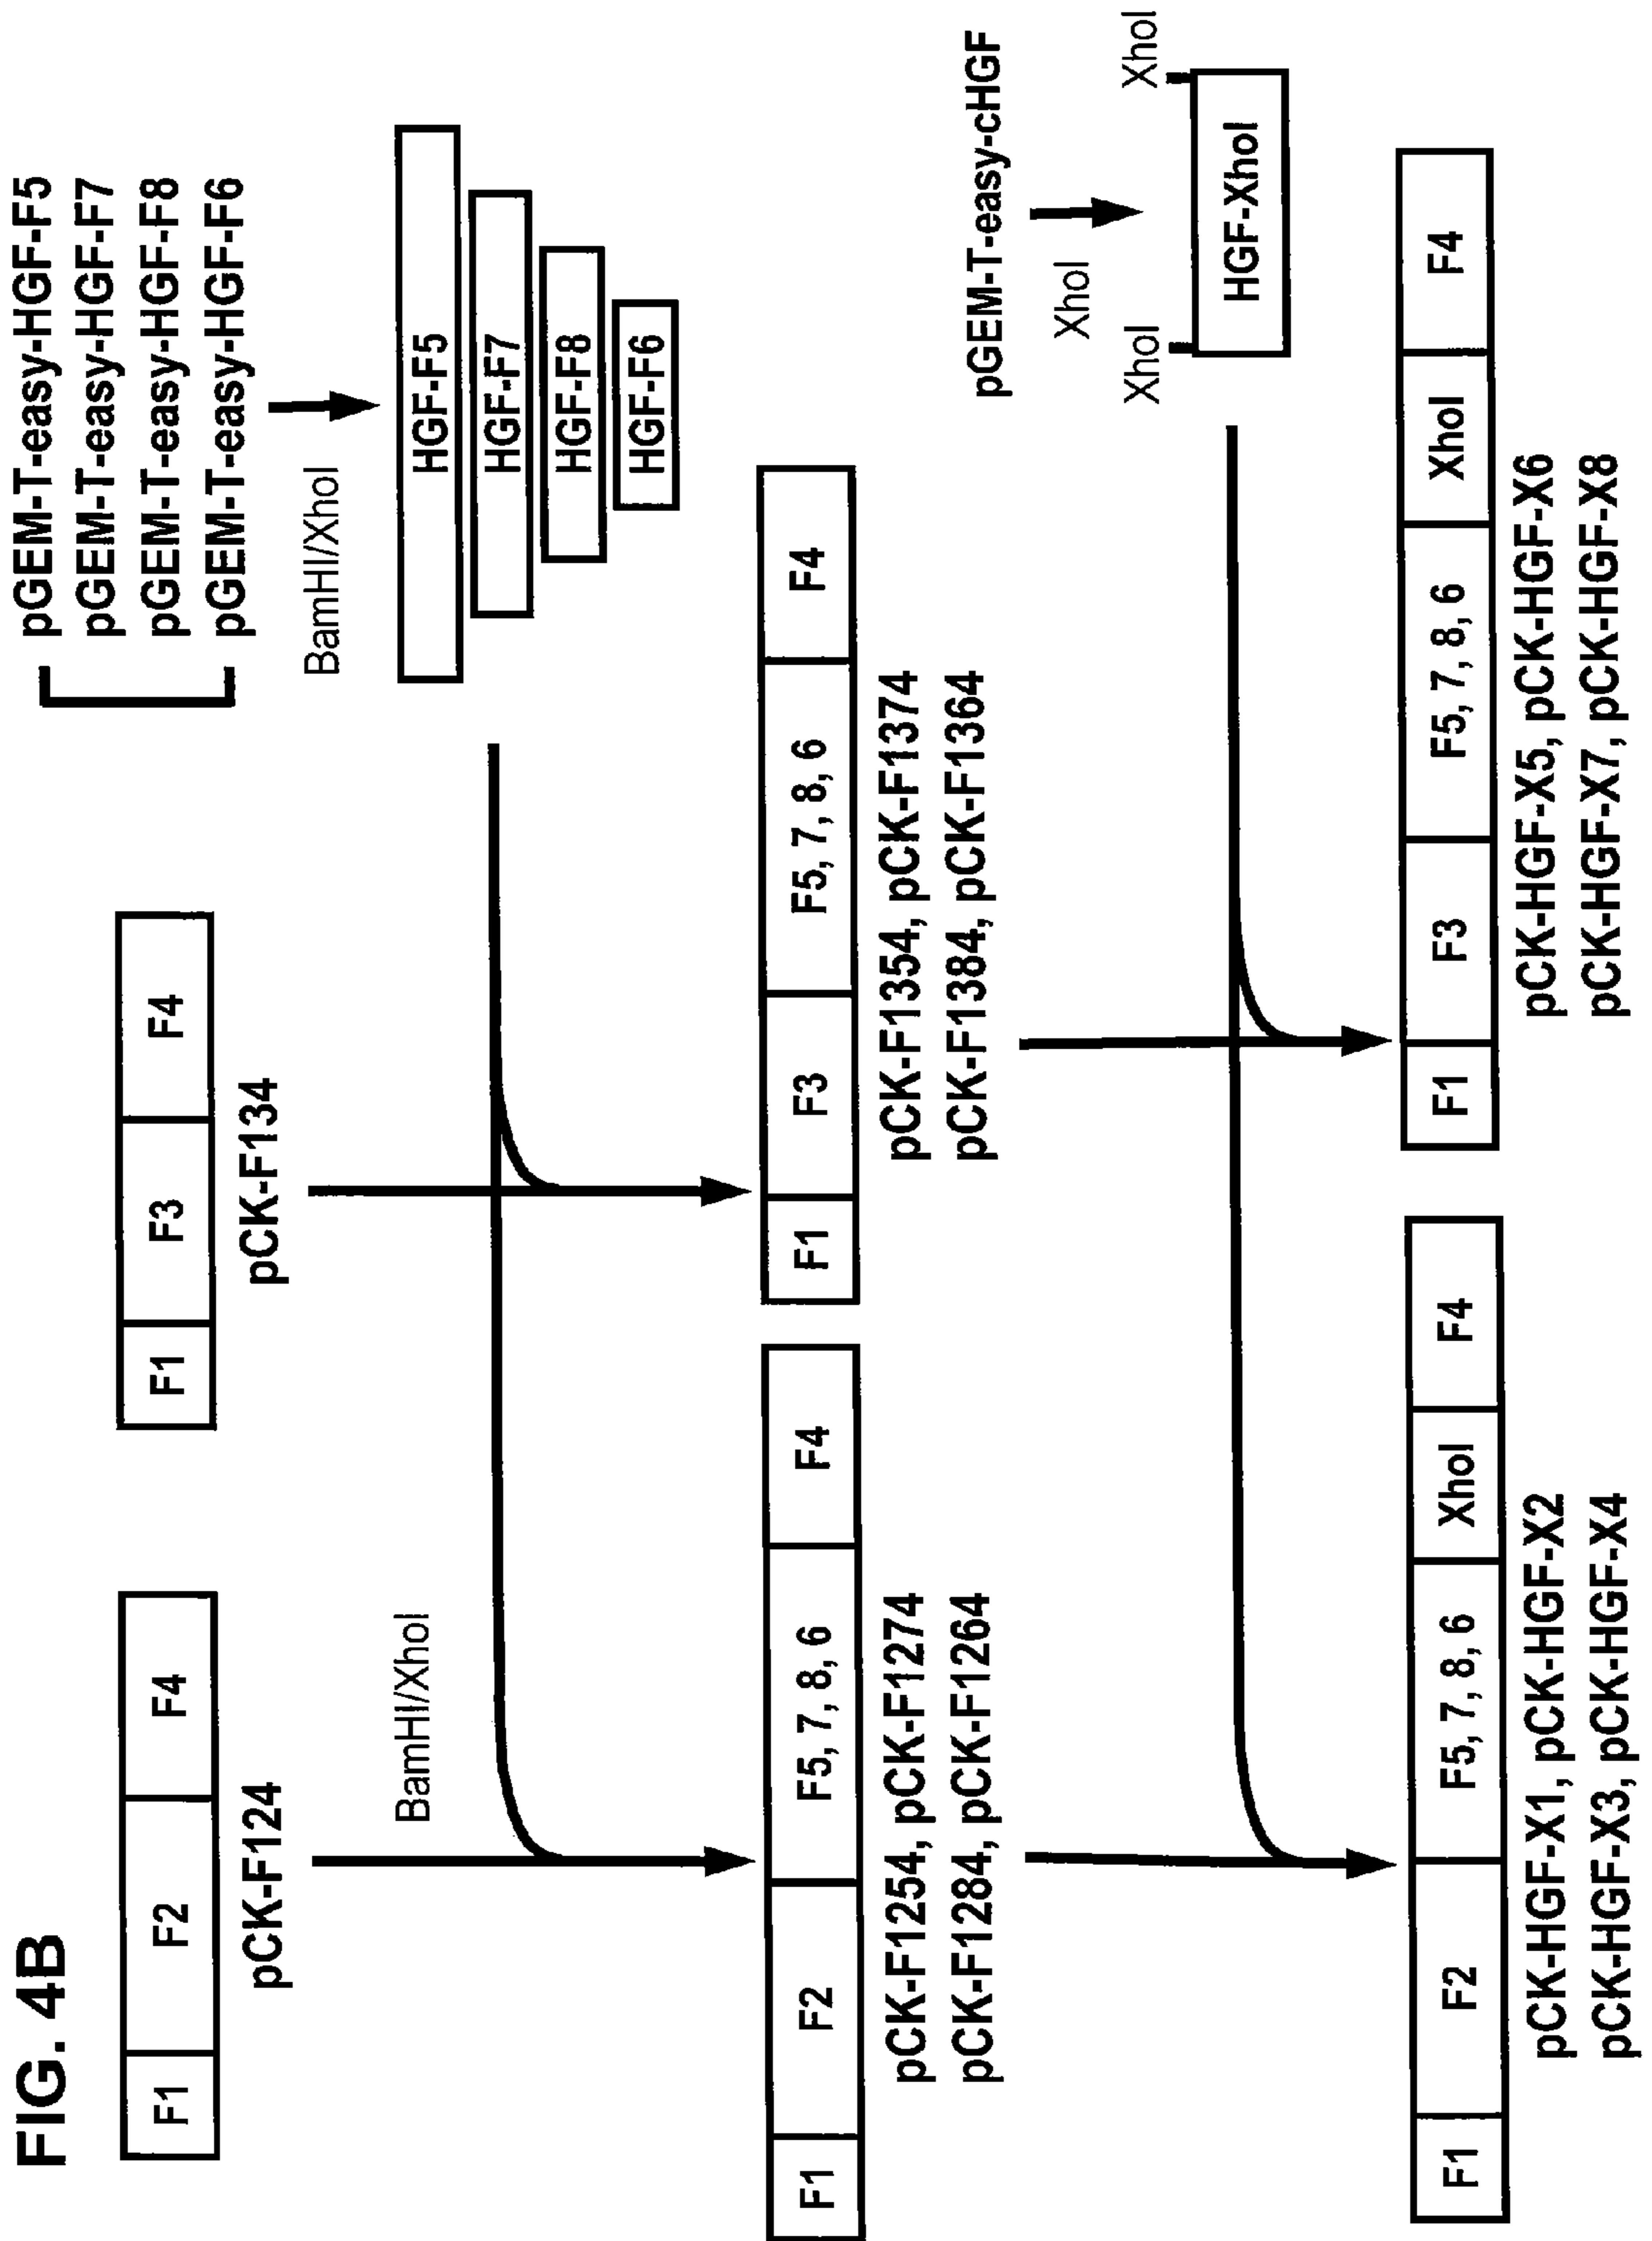 FIG. 4B
F1 F2 F4
pCK-F124
F1 F3 F4
pCK-F134
pGEM-T-easy-HGF-F5
pGEM-T-easy-HGF-F7
pGEM-T-easy-HGF-F8
pGEM-T-easy-HGF-F6
BamHI/XhoI
BamHI/XhoI
HGF-F5
HGF-F7
HGF-F8
HGF-F6
F1 F2 F5, 7, 8, 6 F4
pCK-F1254, pCK-F1274
pCK-F1284, pCK-F1264
F1 F3 F5, 7, 8, 6 F4
pCK-F1354, pCK-F1374
pCK-F1384, pCK-F1364
pGEM-T-easy-cHGF
XhoI
XhoI
XhoI
HGF-XhoI
F1 F2 F5, 7, 8, 6 XhoI F4
pCK-HGF-X1, pCK-HGF-X2
pCK-HGF-X3, pCK-HGF-X4
F1 F3 F5, 7, 8, 6 XhoI F4
pCK-HGF-X5, pCK-HGF-X6
pCK-HGF-X7, pCK-HGF-X8